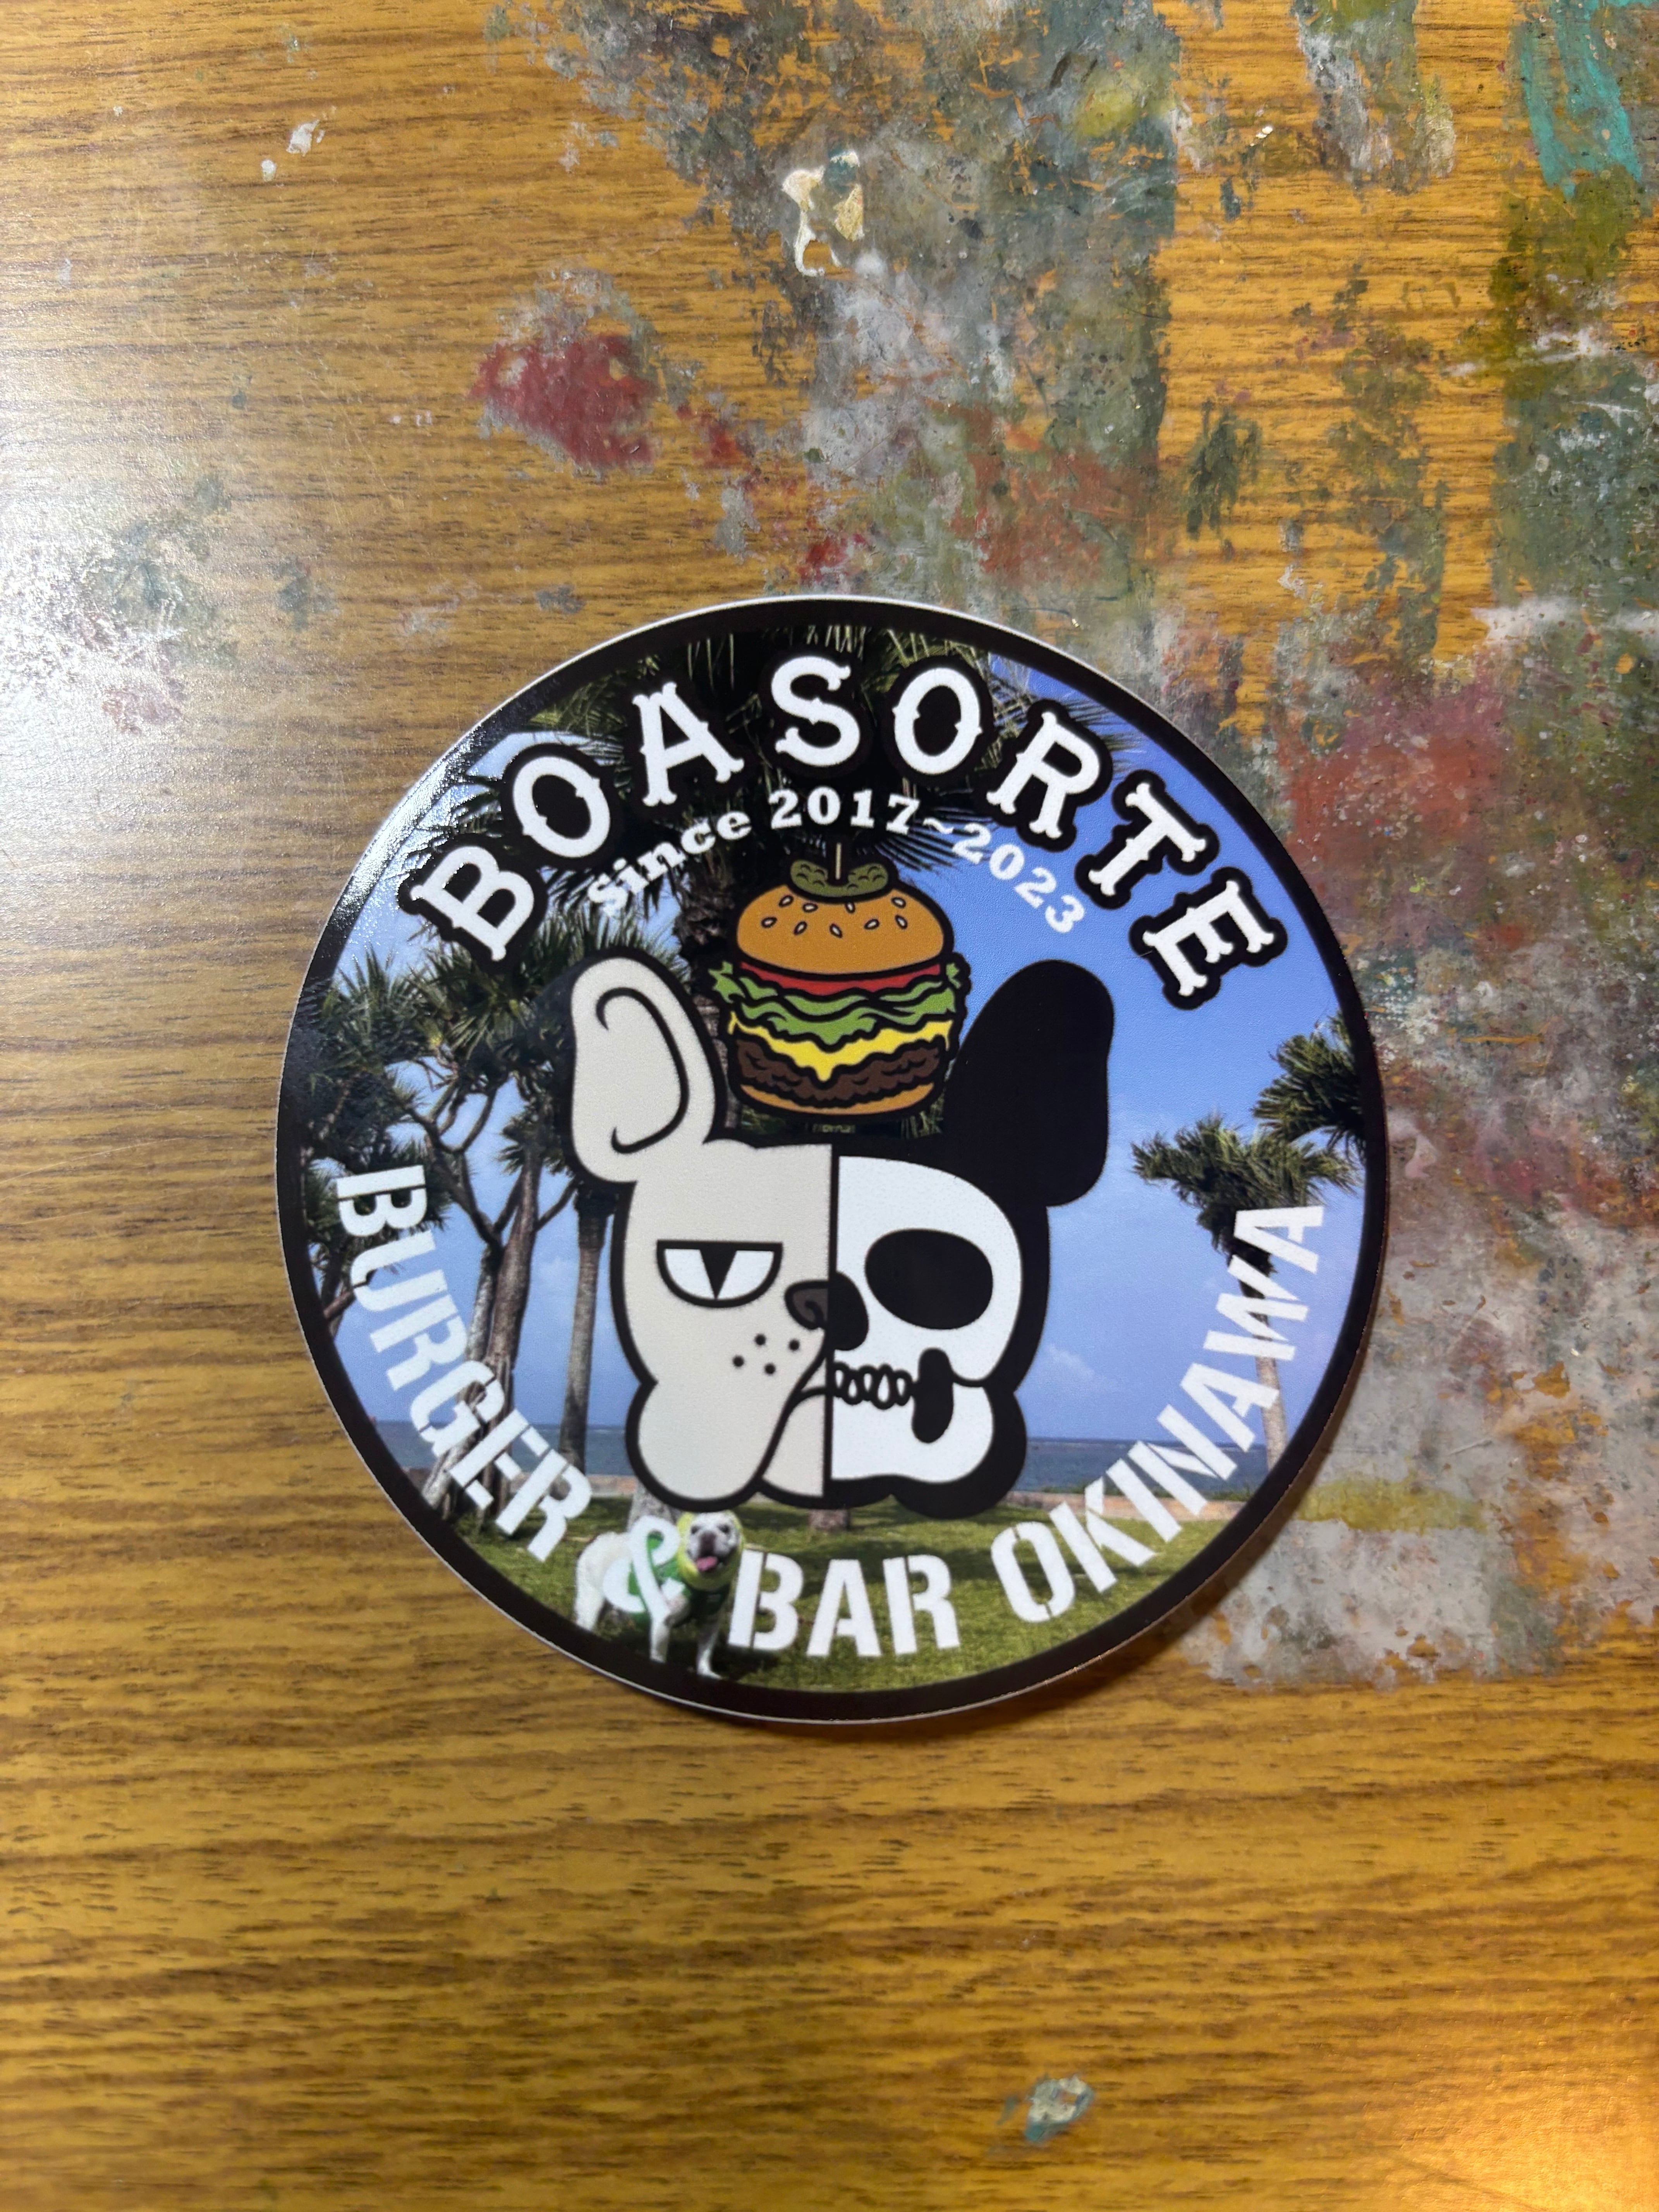 BOASORTE
since 2017~2023
BURGER & BAR OKINAWA